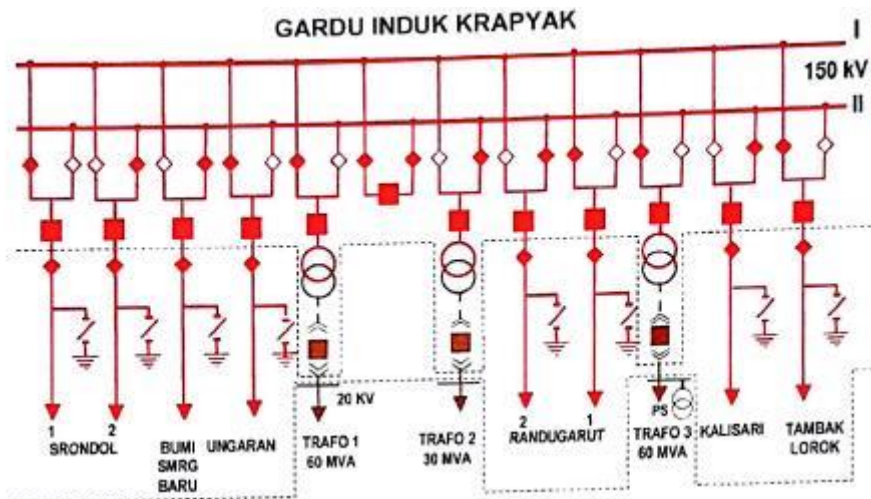 GARDU INDUK KRAPYAK
I
150 kV
II
20 KV
1
SRONDOL
2
BUMI
SMRG
BARU
UNGARAN
TRAFO 1
60 MVA
TRAFO 2
30 MVA
2
RANDUGARUT
1
PS
TRAFO 3
60 MVA
KALISARI
TAMBAK
LOROK